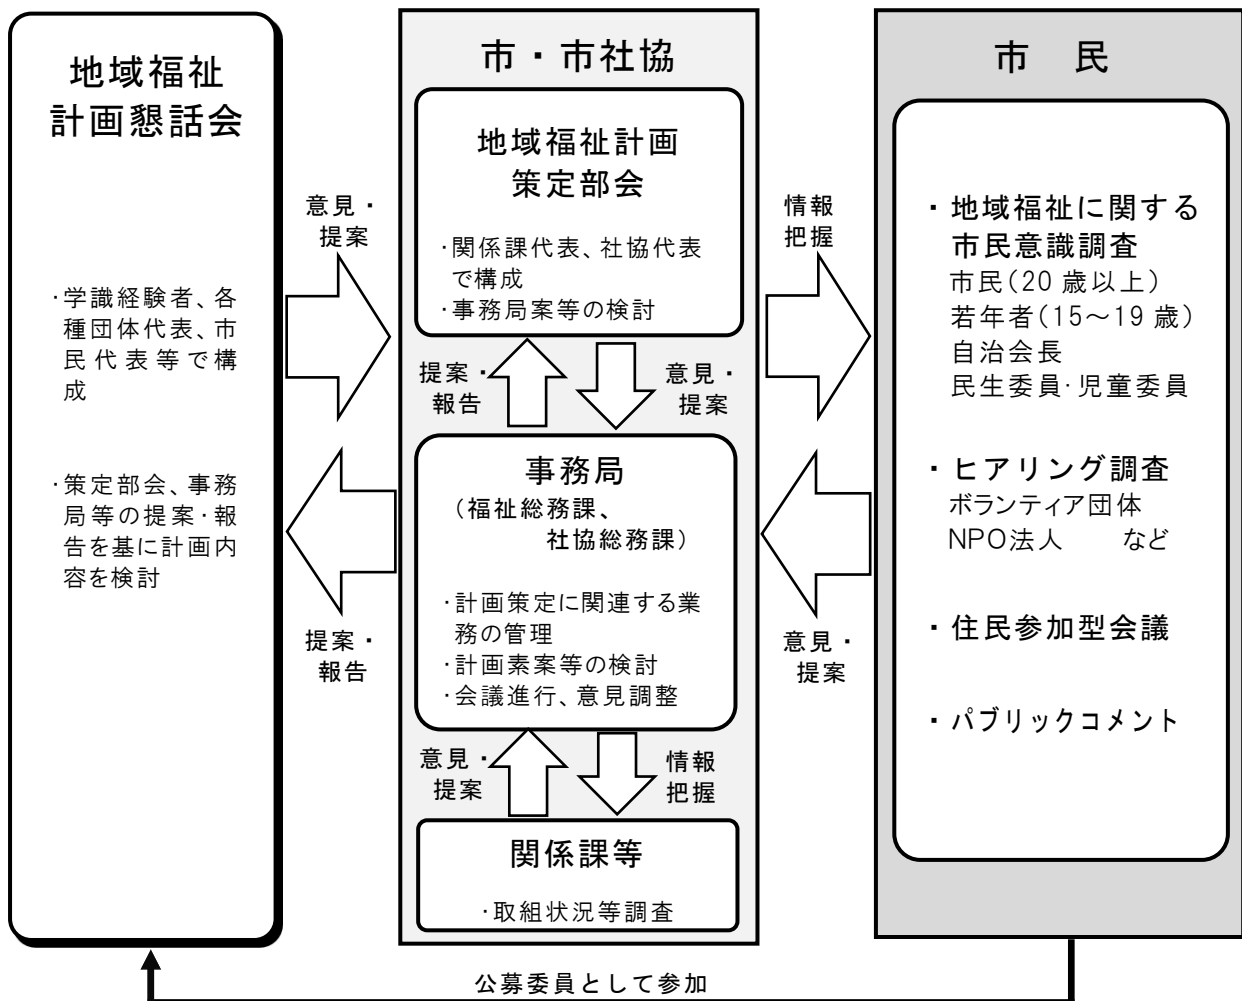 地域福祉
計画懇話会
・学識経験者、各
種団体代表、市
民代表等で構
成
・策定部会、事務
局等の提案・報
告を基に計画内
容を検討
意見・
提案
提案・
報告
市・市社協
地域福祉計画
策定部会
・関係課代表、社協代表
で構成
・事務局案等の検討
提案・
報告
意見・
提案
事務局
（福祉総務課、
社協総務課）
・計画策定に関連する業
務の管理
・計画素案等の検討
・会議進行、意見調整
意見・
提案
情報
把握
関係課等
・取組状況等調査
情報
把握
意見・
提案
市　民
・地域福祉に関する
市民意識調査
市民（20 歳以上）
若年者（15～19 歳）
自治会長
民生委員・児童委員
・ヒアリング調査
ボランティア団体
NPO法人　　など
・住民参加型会議
・パブリックコメント
公募委員として参加